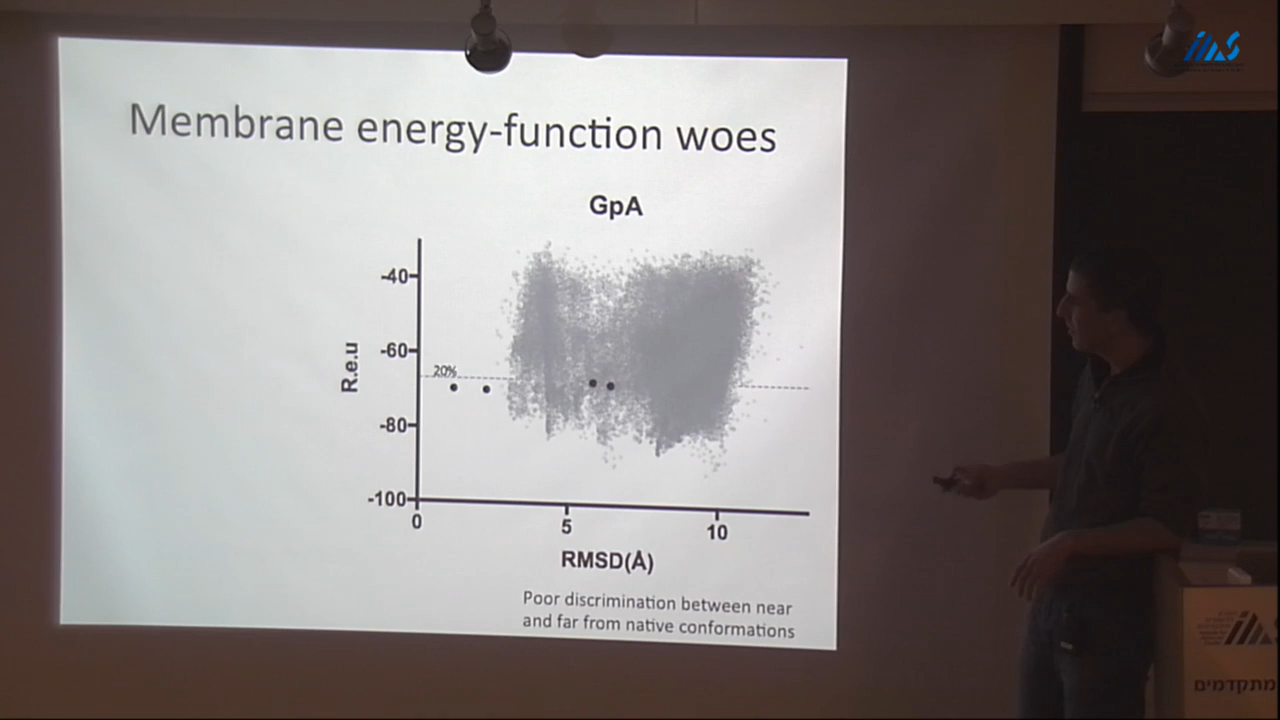 Membrane energy-function woes
GpA
-40
-60
-80
-100
R.e.u
20%
0
5
10
RMSD(Å)
Poor discrimination between near
and far from native conformations
מתקדמים